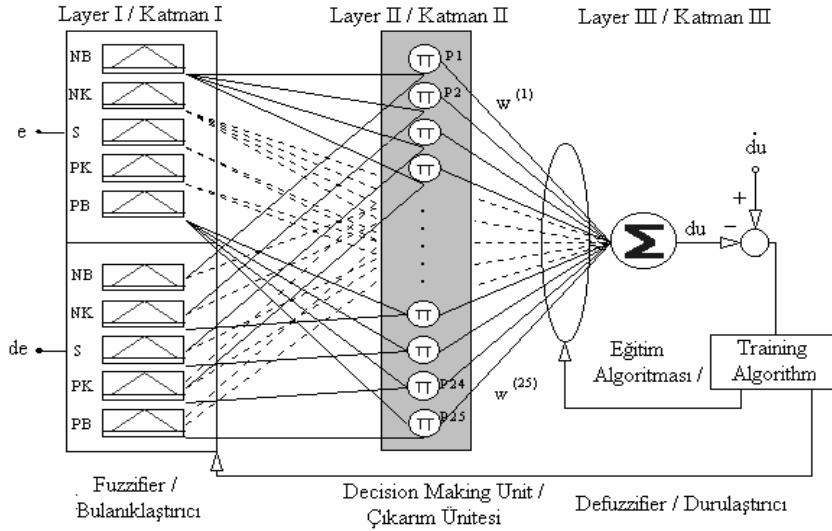 Layer I / Katman I
Layer II / Katman II
Layer III / Katman III
NB
NK
e
S
PK
PB
NB
NK
de
S
PK
PB
π
P1
π
P2
π
π
π
π
π
P24
π
P25
w (1)
w (25)
Σ
du
du
+
−
Eğitim
Algoritması /
Training
Algorithm
Fuzzifier /
Bulanıklaştırıcı
Decision Making Unit /
Çıkarım Ünitesi
Defuzzifier / Durulaştırıcı